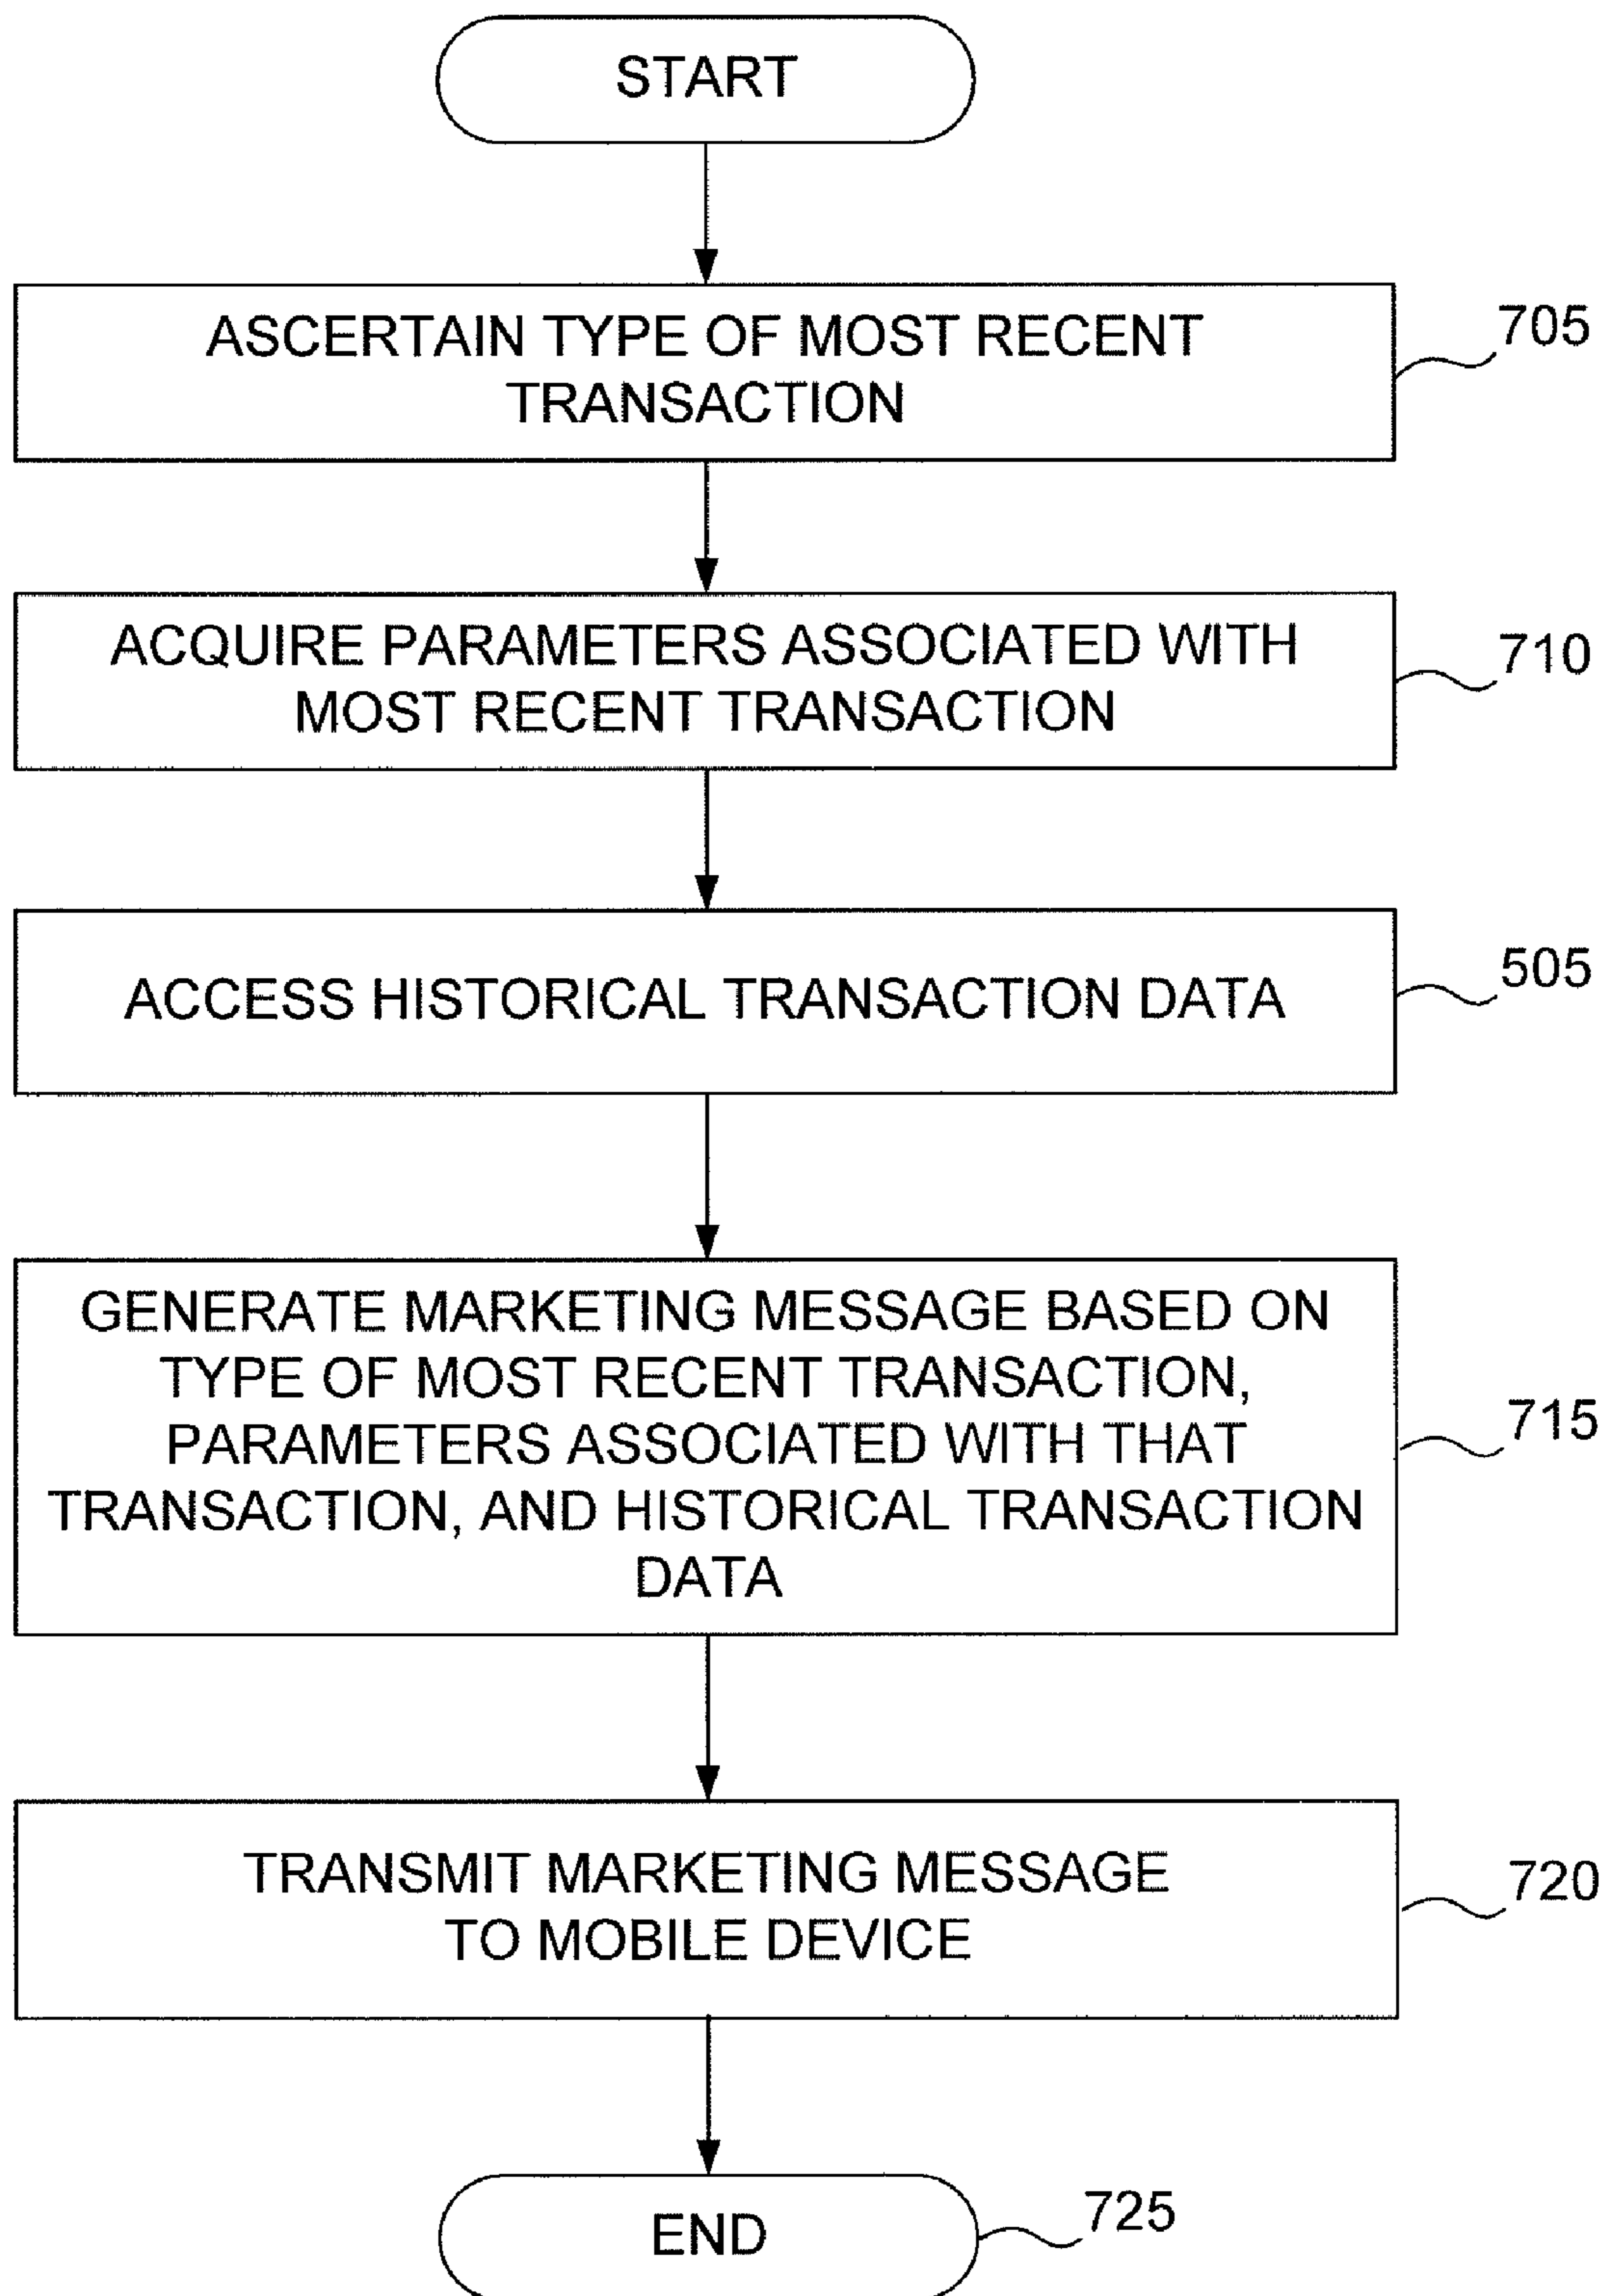 START
ASCERTAIN TYPE OF MOST RECENT
TRANSACTION
705
ACQUIRE PARAMETERS ASSOCIATED WITH
MOST RECENT TRANSACTION
710
ACCESS HISTORICAL TRANSACTION DATA
505
GENERATE MARKETING MESSAGE BASED ON
TYPE OF MOST RECENT TRANSACTION,
PARAMETERS ASSOCIATED WITH THAT
TRANSACTION, AND HISTORICAL TRANSACTION
DATA
715
TRANSMIT MARKETING MESSAGE
TO MOBILE DEVICE
720
END
725